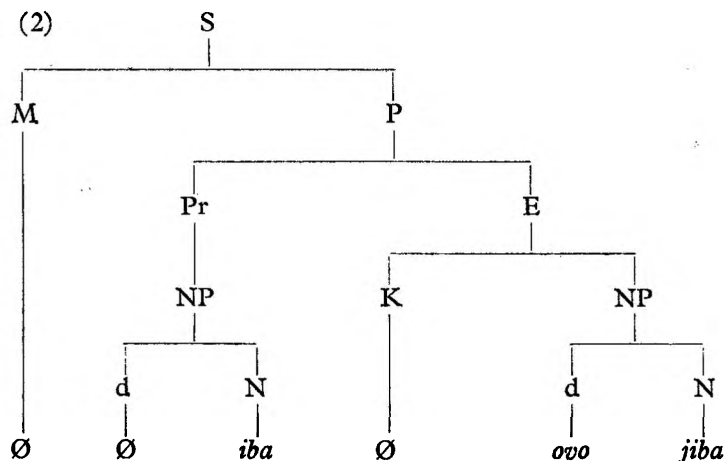 (2) S
M P
Pr E
NP K NP
d N d N
Ø Ø iba Ø ovo jiba